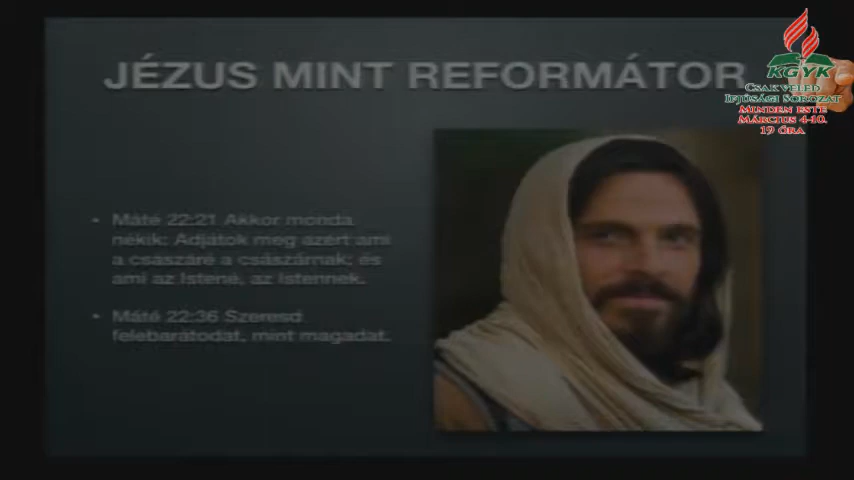 JÉZUS MINT REFORMÁTOR
KGYK
CSAK VELED
IFJÚSÁGI SOROZAT
MINDEN ESTE
MÁRCIUS 4-10.
19 ÓRA
• Máté 22:21 Akkor monda
nékik: Adjátok meg azért ami
a császáré a császárnak; és
ami az Istené, az Istennek.
• Máté 22:36 Szeresd
felebarátodat, mint magadat.